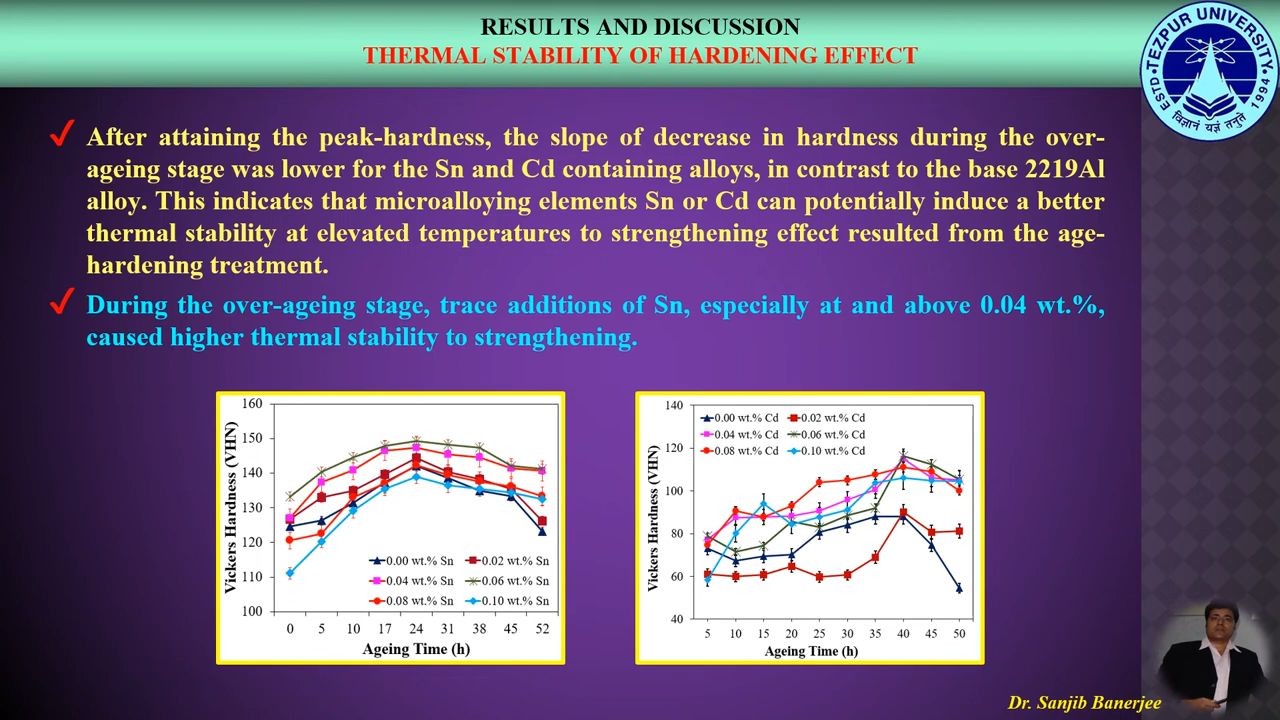 RESULTS AND DISCUSSION
THERMAL STABILITY OF HARDENING EFFECT
TEZPUR UNIVERSITY
ESTD 1994
विज्ञानं यज्ञं तनुते
After attaining the peak-hardness, the slope of decrease in hardness during the over-
ageing stage was lower for the Sn and Cd containing alloys, in contrast to the base 2219Al
alloy. This indicates that microalloying elements Sn or Cd can potentially induce a better
thermal stability at elevated temperatures to strengthening effect resulted from the age-
hardening treatment.
During the over-ageing stage, trace additions of Sn, especially at and above 0.04 wt.%,
caused higher thermal stability to strengthening.
Vickers Hardness (VHN)
160
150
140
130
120
110
100
0.00 wt.% Sn 0.02 wt.% Sn
0.04 wt.% Sn 0.06 wt.% Sn
0.08 wt.% Sn 0.10 wt.% Sn
0 5 10 17 24 31 38 45 52
Ageing Time (h)
Vickers Hardness (VHN)
140
120
100
80
60
40
0.00 wt.% Cd 0.02 wt.% Cd
0.04 wt.% Cd 0.06 wt.% Cd
0.08 wt.% Cd 0.10 wt.% Cd
5 10 15 20 25 30 35 40 45 50
Ageing Time (h)
Dr. Sanjib Banerjee